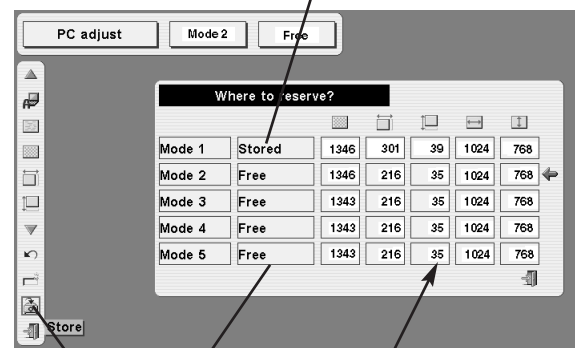 PC adjust Mode 2 Free
Where to reserve?
Mode 1 Stored 1346 301 39 1024 768
Mode 2 Free 1346 216 35 1024 768
Mode 3 Free 1343 216 35 1024 768
Mode 4 Free 1343 216 35 1024 768
Mode 5 Free 1343 216 35 1024 768
Store